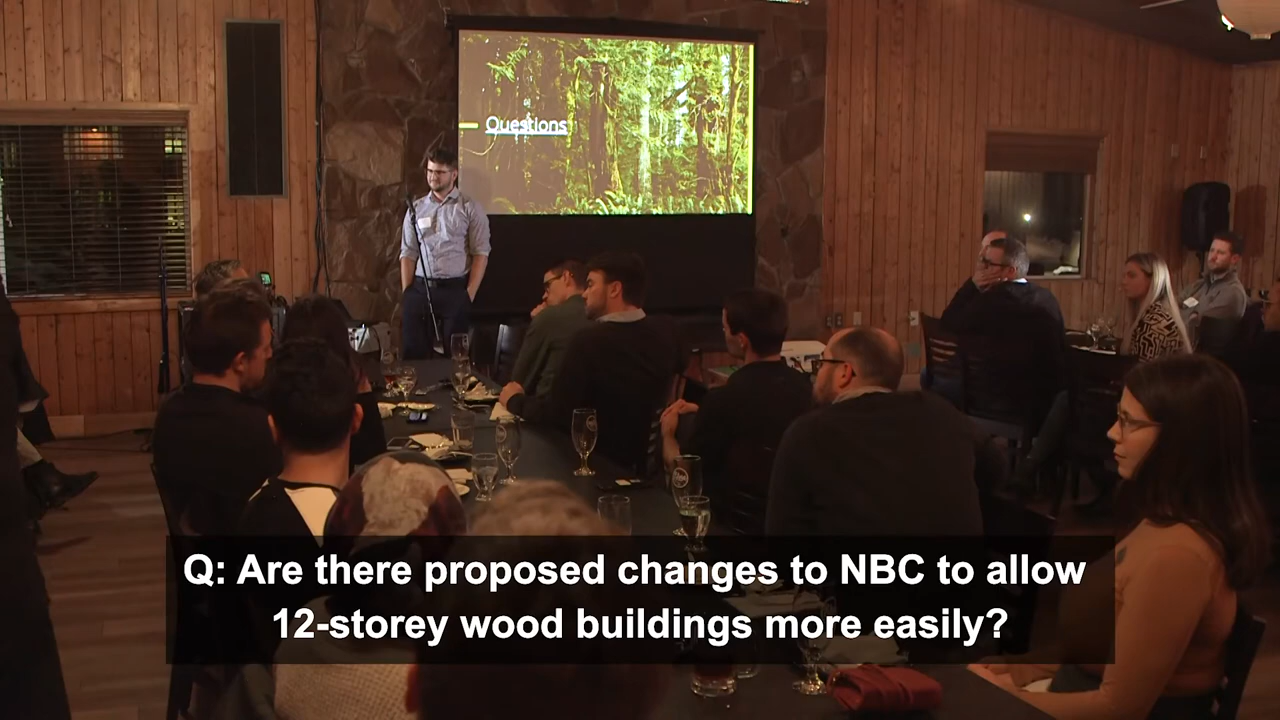 Questions
Q: Are there proposed changes to NBC to allow
12-storey wood buildings more easily?